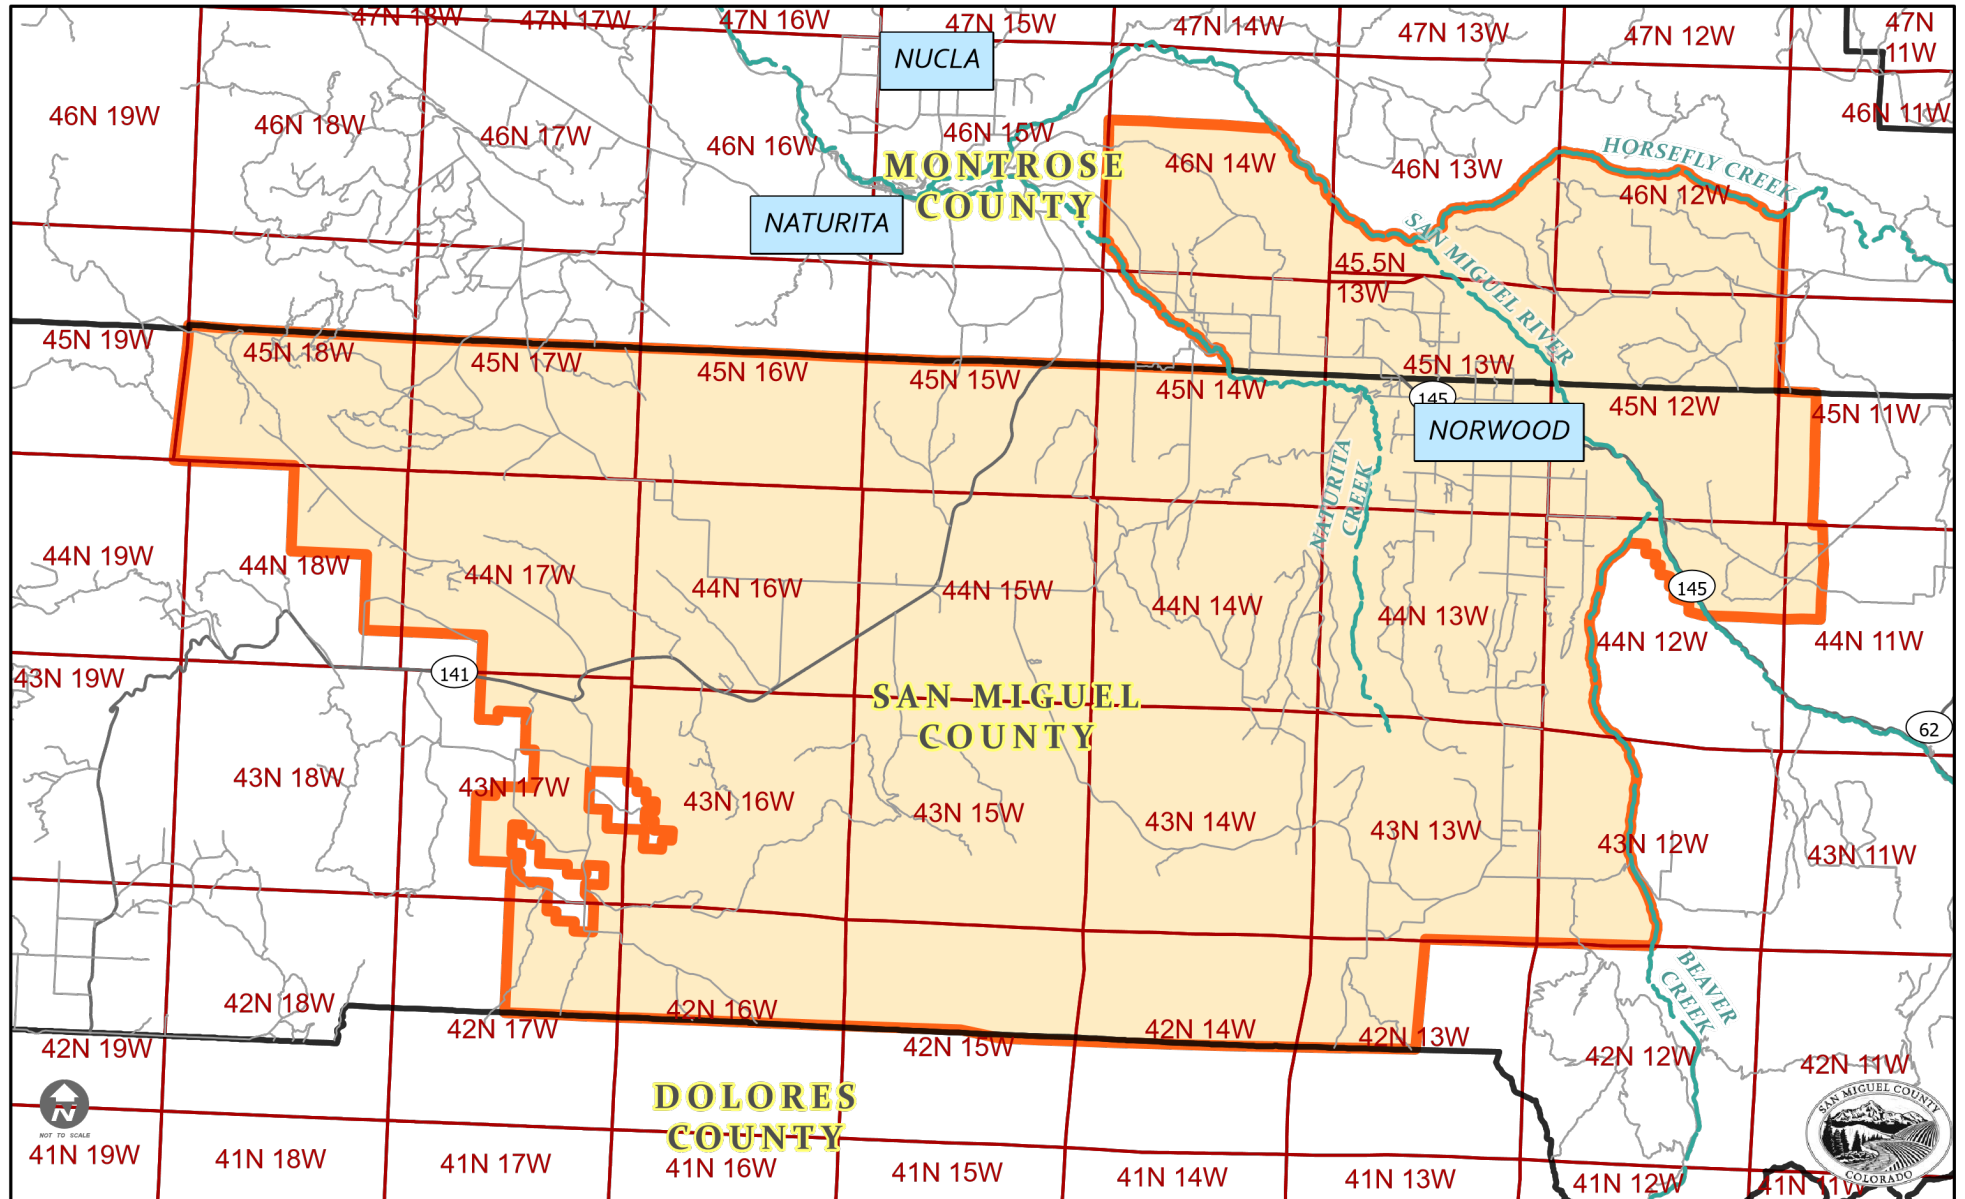 47N 18W
47N 17W
47N 16W
47N 15W
47N 14W
47N 13W
47N 12W
47N
11W
NUCLA
46N 19W
46N 18W
46N 17W
46N 16W
46N 15W
46N 14W
46N 13W
46N 12W
46N 11W
HORSEFLY CREEK
MONTROSE
COUNTY
NATURITA
SAN MIGUEL RIVER
45.5N
13W
45N 19W
45N 18W
45N 17W
45N 16W
45N 15W
45N 14W
45N 13W
45N 12W
45N 11W
145
NORWOOD
NATURITA
CREEK
44N 19W
44N 18W
44N 17W
44N 16W
44N 15W
44N 14W
44N 13W
44N 12W
44N 11W
145
141
62
SAN MIGUEL
COUNTY
43N 19W
43N 18W
43N 17W
43N 16W
43N 15W
43N 14W
43N 13W
43N 12W
43N 11W
BEAVER
CREEK
42N 19W
42N 18W
42N 17W
42N 16W
42N 15W
42N 14W
42N 13W
42N 12W
42N 11W
DOLORES
COUNTY
N
NOT TO SCALE
41N 19W
41N 18W
41N 17W
41N 16W
41N 15W
41N 14W
41N 13W
41N 12W
41N 11W
SAN MIGUEL COUNTY
COLORADO